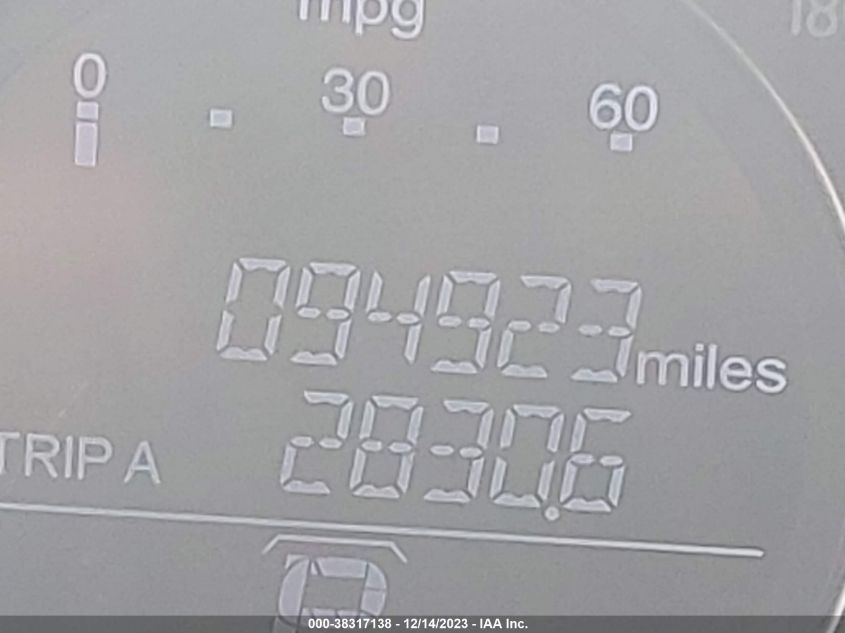 mpg
18
0 30 60
094923 miles
TRIP A 2830.6
P
000-38317138 - 12/14/2023 - IAA Inc.